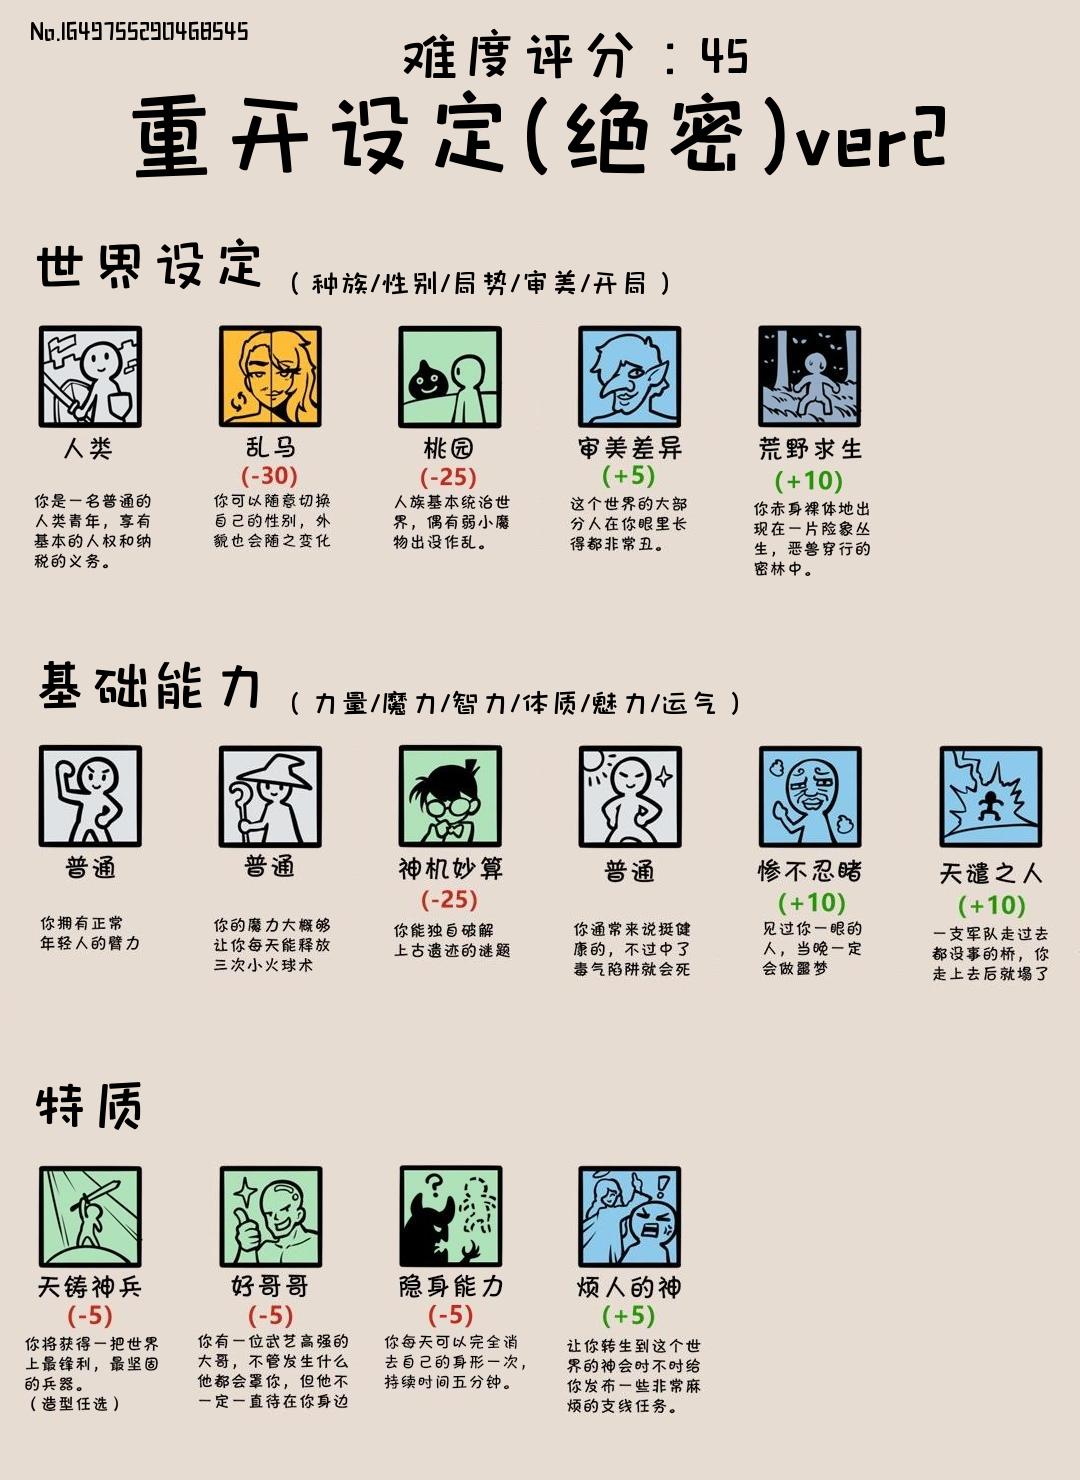 No.1649755290468545
难度评分：45
重开设定(绝密)ver2
世界设定（种族/性别/局势/审美/开局）
人类
你是一名普通的
人类青年，享有
基本的人权和纳
税的义务。
乱马
(-30)
你可以随意切换
自己的性别，外
貌也会随之变化
桃园
(-25)
人族基本统治世
界，偶有弱小魔
物出没作乱。
审美差异
(+5)
这个世界的大部
分人在你眼里长
得都非常丑。
荒野求生
(+10)
你赤身裸体地出
现在一片险象丛
生，恶兽穿行的
密林中。
基础能力（力量/魔力/智力/体质/魅力/运气）
普通
你拥有正常
年轻人的臂力
普通
你的魔力大概够
让你每天能释放
三次小火球术
神机妙算
(-25)
你能独自破解
上古遗迹的谜题
普通
你通常来说挺健
康的，不过中了
毒气陷阱就会死
惨不忍睹
(+10)
见过你一眼的
人，当晚一定
会做噩梦
天谴之人
(+10)
一支军队走过去
都没事的桥，你
走上去后就塌了
特质
天铸神兵
(-5)
你将获得一把世界
上最锋利，最坚固
的兵器。
（造型任选）
好哥哥
(-5)
你有一位武艺高强的
大哥，不管发生什么
他都会罩你，但他不
一定一直待在你身边
隐身能力
(-5)
你每天可以完全消
去自己的身形一次，
持续时间五分钟。
烦人的神
(+5)
让你转生到这个世
界的神会时不时给
你发布一些非常麻
烦的支线任务。